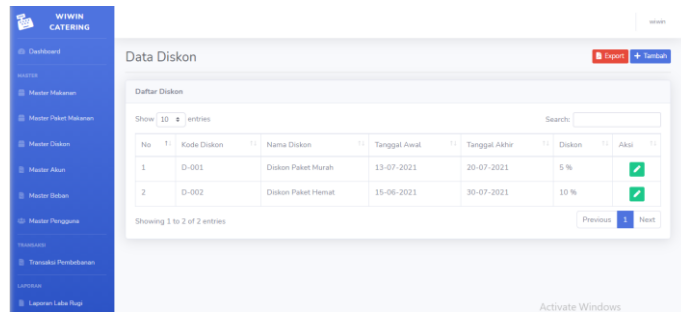 WIWIN
CATERING
wiwin
Dashboard
Data Diskon
Export
+ Tambah
MASTER
Master Makanan
Daftar Diskon
Master Paket Makanan
Show 10 entries
Search:
Master Diskon
No Kode Diskon Nama Diskon Tanggal Awal Tanggal Akhir Diskon Aksi
Master Akun
1 D-001 Diskon Paket Murah 13-07-2021 20-07-2021 5 %
Master Beban
2 D-002 Diskon Paket Hemat 15-06-2021 30-07-2021 10 %
Master Pengguna
Showing 1 to 2 of 2 entries
Previous 1 Next
TRANSAKSI
Transaksi Pembebanan
LAPORAN
Laporan Laba Rugi
Activate Windows